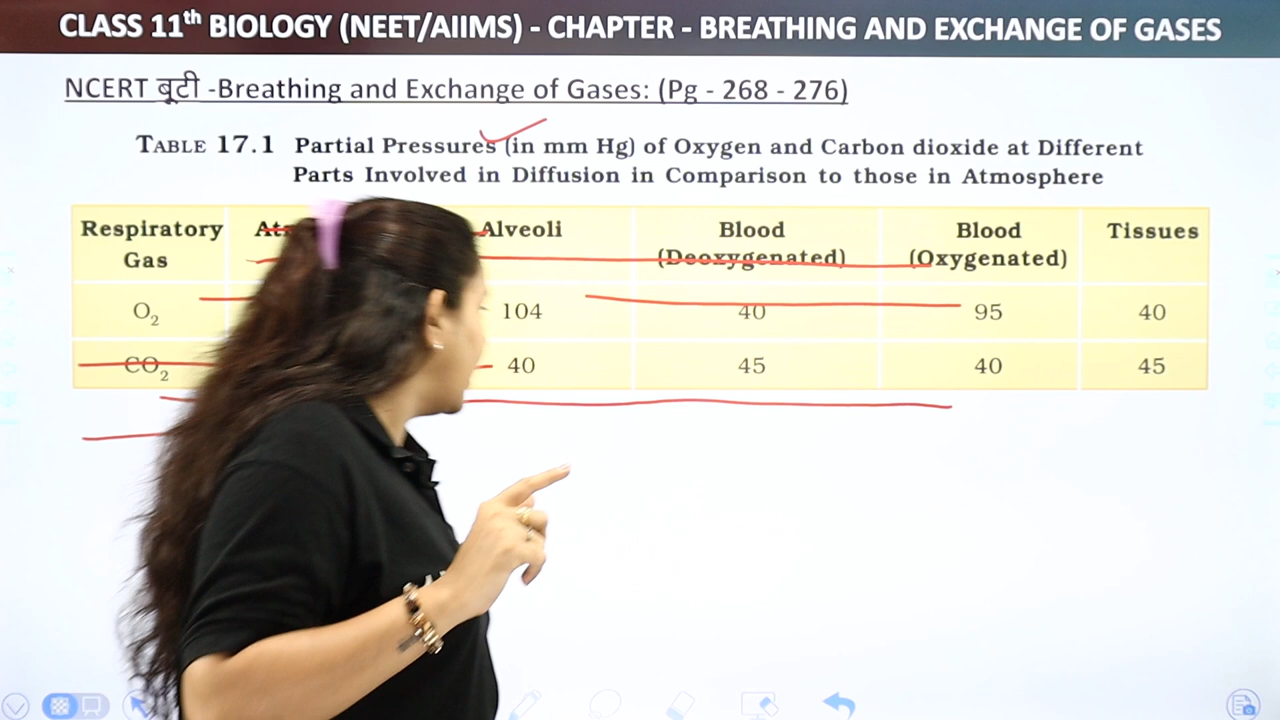 CLASS 11th BIOLOGY (NEET/AIIMS) - CHAPTER - BREATHING AND EXCHANGE OF GASES
NCERT बूटी -Breathing and Exchange of Gases: (Pg - 268 - 276)
TABLE 17.1 Partial Pressures (in mm Hg) of Oxygen and Carbon dioxide at Different
Parts Involved in Diffusion in Comparison to those in Atmosphere
Respiratory Gas
Alveoli
Blood (Deoxygenated)
Blood (Oxygenated)
Tissues
O₂ 104 40 95 40
CO₂ 40 45 40 45